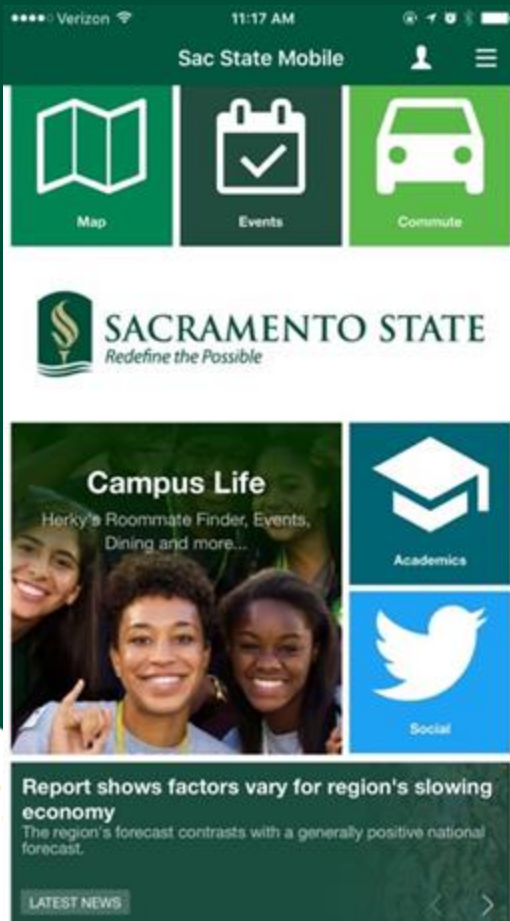 Verizon 11:17 AM
Sac State Mobile
Map Events Commute
SACRAMENTO STATE
Redefine the Possible
Campus Life
Herky's Roommate Finder, Events,
Dining and more...
Academics
Social
Report shows factors vary for region's slowing
economy
The region's forecast contrasts with a generally positive national
forecast.
LATEST NEWS